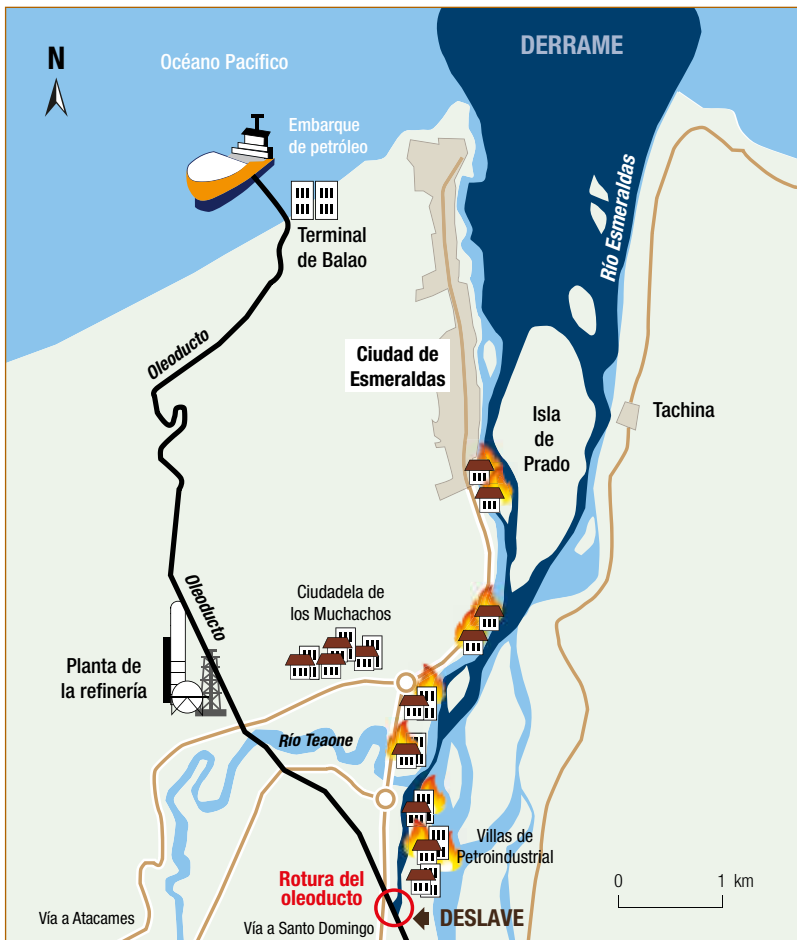 DERRAME
N
Océano Pacífico
Embarque
de petróleo
Río Esmeraldas
Terminal
de Balao
Oleoducto
Ciudad de
Esmeraldas
Isla
de
Prado
Tachina
Oleoducto
Ciudadela de
los Muchachos
Planta de
la refinería
Río Teaone
Villas de
Petroindustrial
Rotura del
oleoducto
0 1 km
DESLAVE
Vía a Atacames
Vía a Santo Domingo